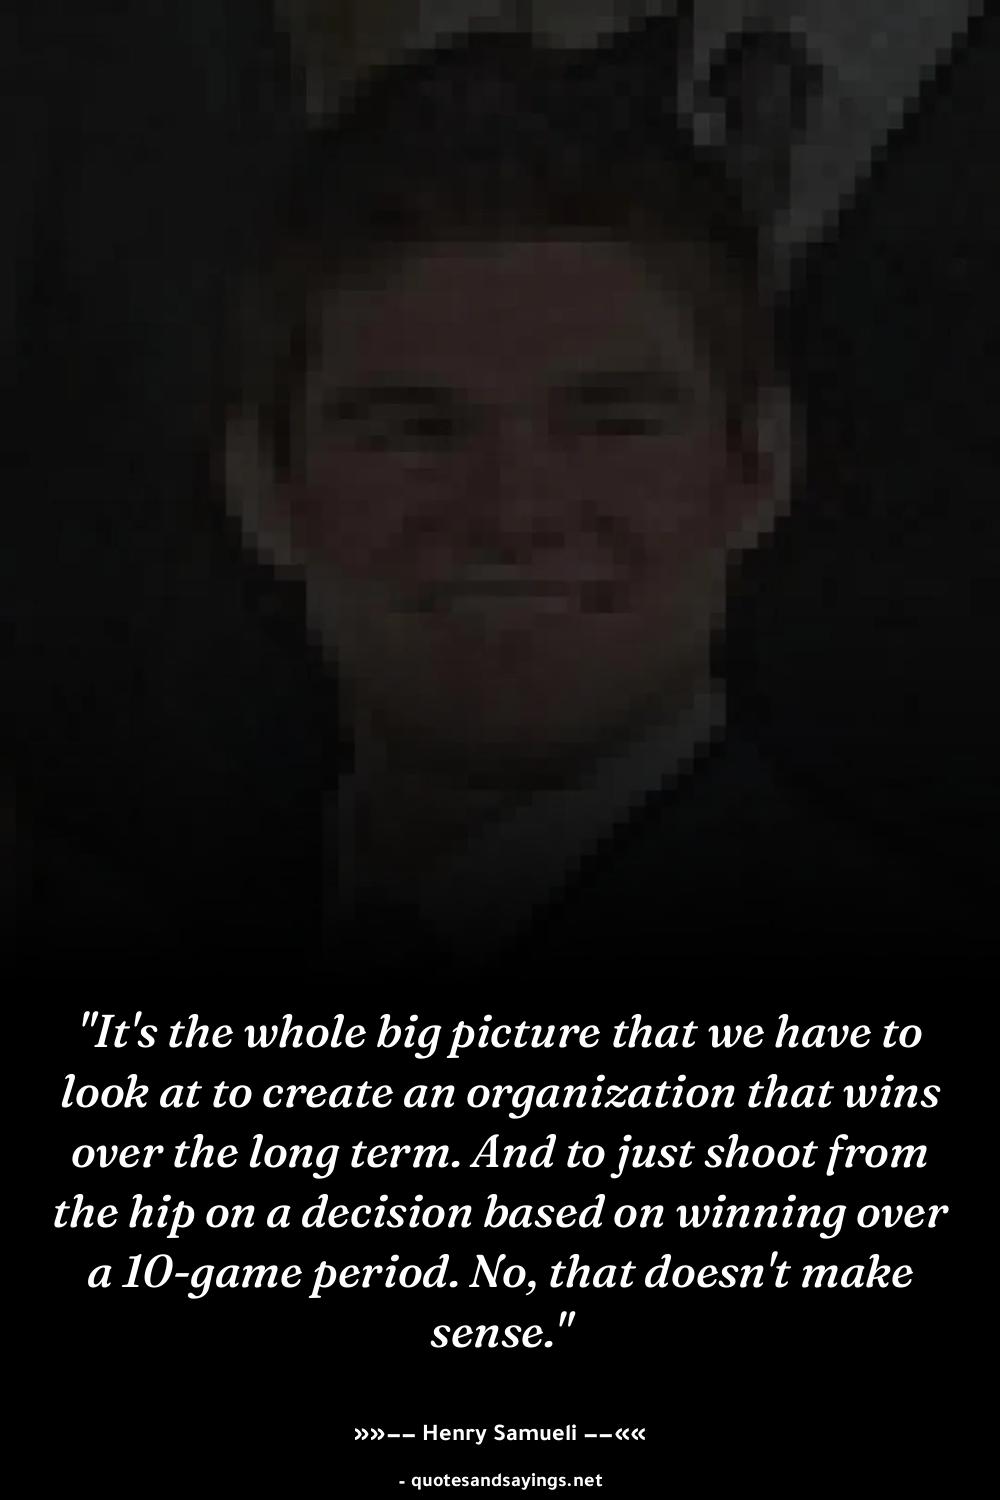 "It's the whole big picture that we have to
look at to create an organization that wins
over the long term. And to just shoot from
the hip on a decision based on winning over
a 10-game period. No, that doesn't make
sense."
»»–– Henry Samueli ––««
- quotesandsayings.net